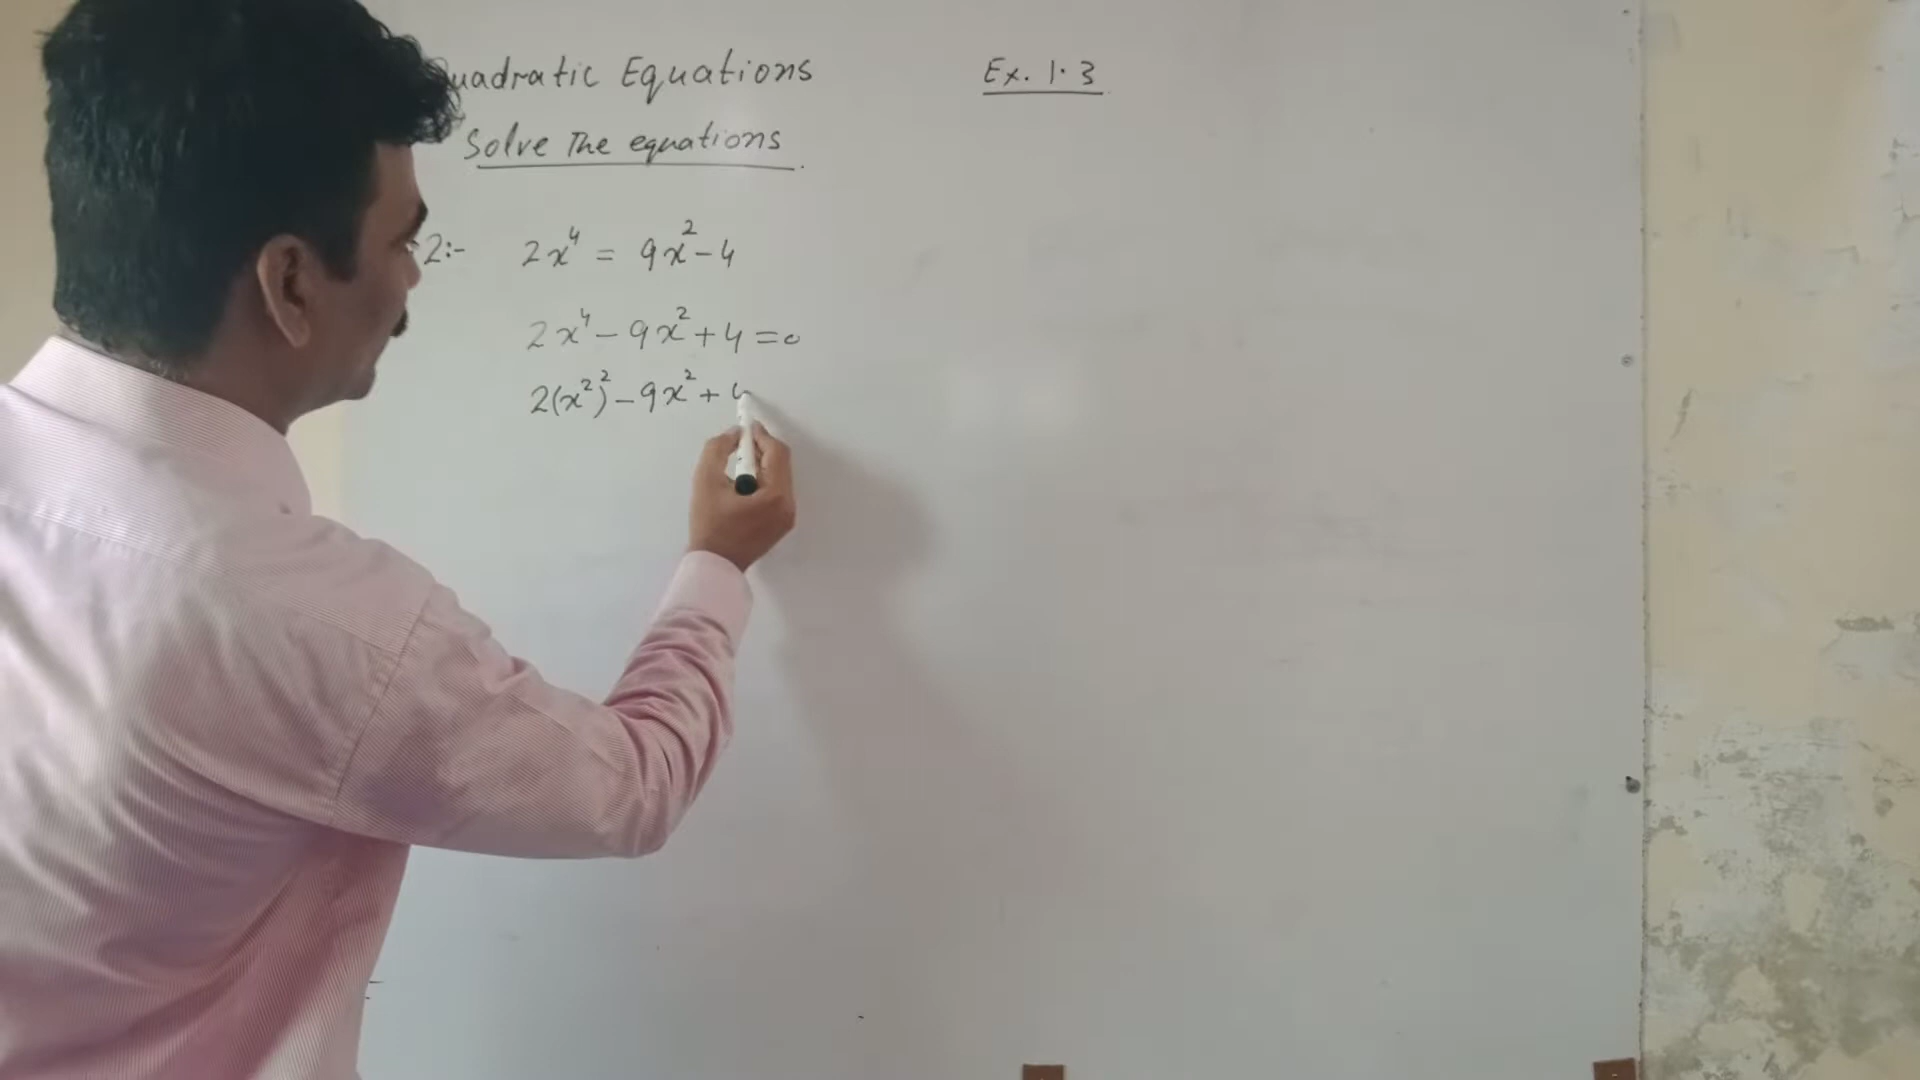 uadratic Equations
Ex. 1.3
Solve The equations
2:- 2x⁴ = 9x² - 4
2x⁴ - 9x² + 4 = 0
2(x²)² - 9x² + 4